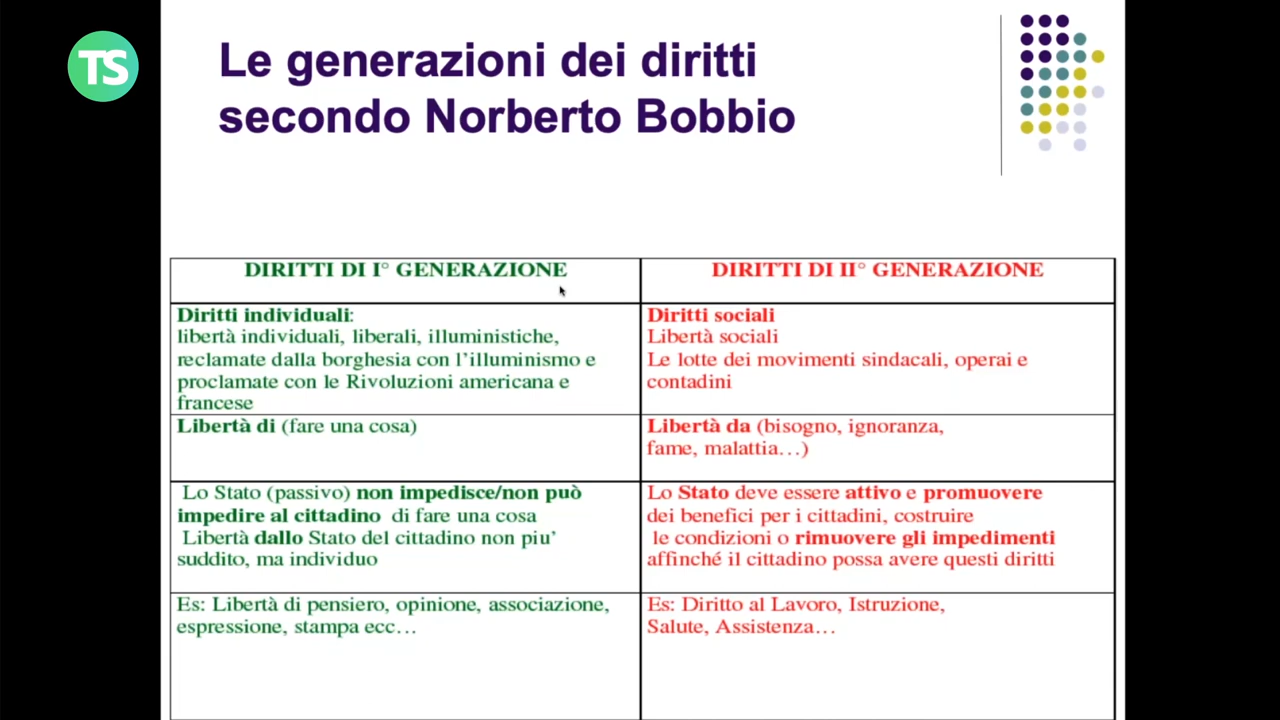 TS
Le generazioni dei diritti
secondo Norberto Bobbio
DIRITTI DI I° GENERAZIONE
Diritti individuali:
libertà individuali, liberali, illuministiche,
reclamate dalla borghesia con l’illuminismo e
proclamate con le Rivoluzioni americana e
francese
Libertà di (fare una cosa)
Lo Stato (passivo) non impedisce/non può
impedire al cittadino di fare una cosa
Libertà dallo Stato del cittadino non piu’
suddito, ma individuo
Es: Libertà di pensiero, opinione, associazione,
espressione, stampa ecc…
DIRITTI DI II° GENERAZIONE
Diritti sociali
Libertà sociali
Le lotte dei movimenti sindacali, operai e
contadini
Libertà da (bisogno, ignoranza,
fame, malattia…)
Lo Stato deve essere attivo e promuovere
dei benefici per i cittadini, costruire
le condizioni o rimuovere gli impedimenti
affinché il cittadino possa avere questi diritti
Es: Diritto al Lavoro, Istruzione,
Salute, Assistenza…